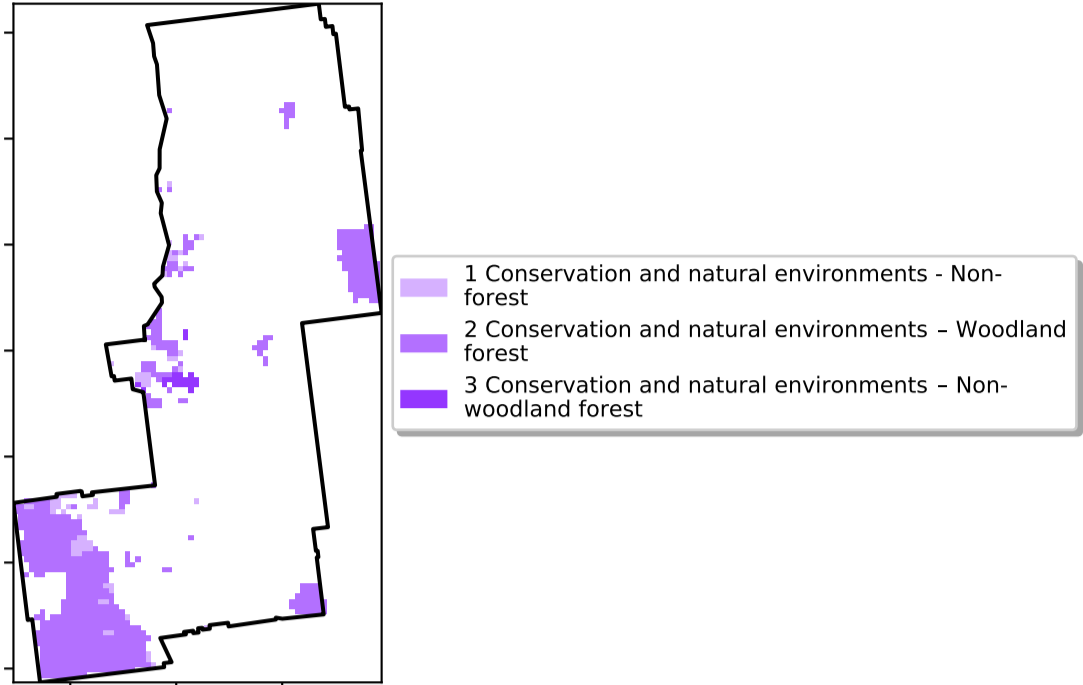 1 Conservation and natural environments - Non-
forest
2 Conservation and natural environments – Woodland
forest
3 Conservation and natural environments – Non-
woodland forest